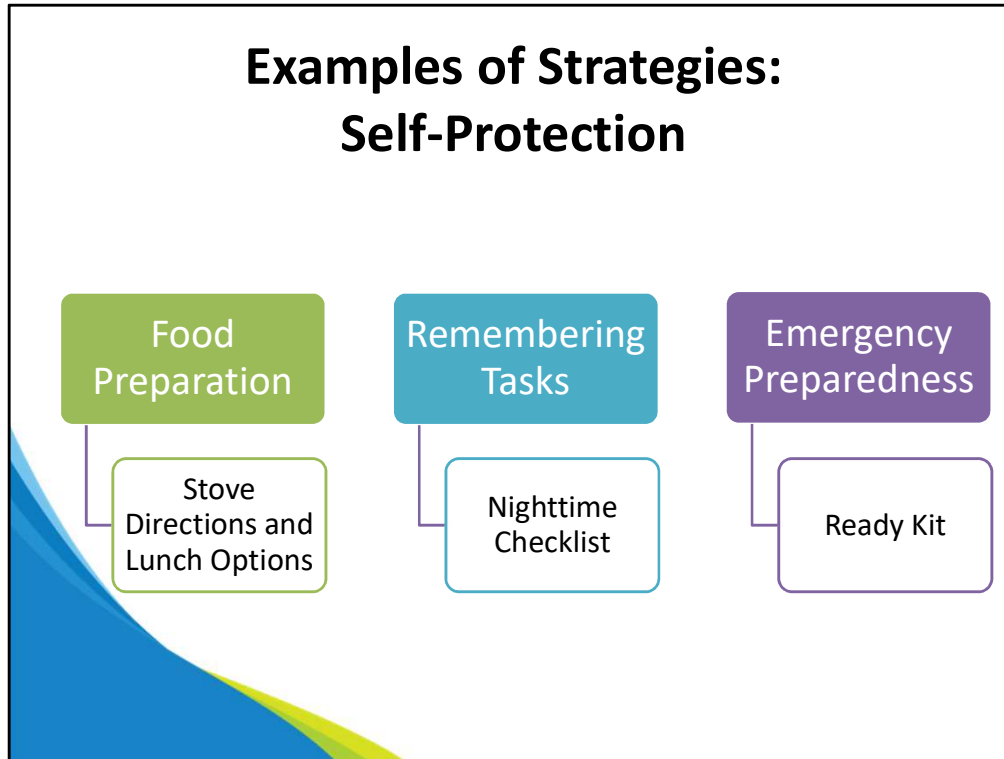 Examples of Strategies:
Self-Protection
Food
Preparation
Stove
Directions and
Lunch Options
Remembering
Tasks
Nighttime
Checklist
Emergency
Preparedness
Ready Kit